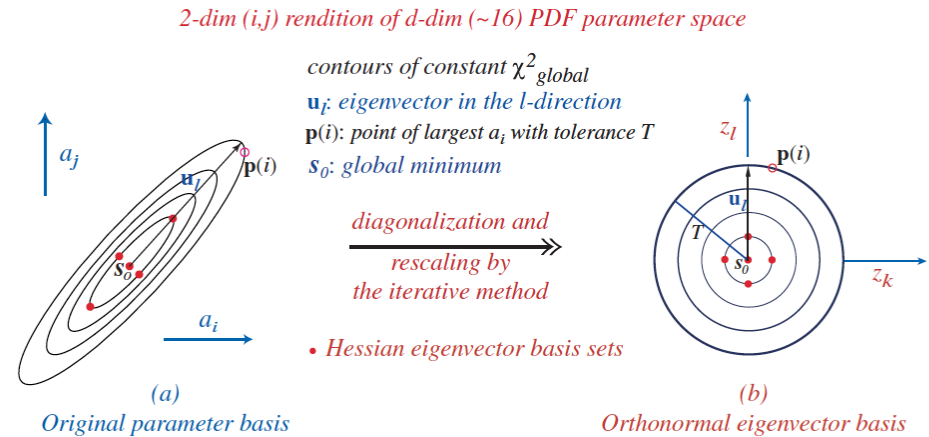 2-dim (i,j) rendition of d-dim (~16) PDF parameter space
contours of constant χ²global
uₗ: eigenvector in the l-direction
p(i): point of largest aᵢ with tolerance T
s₀: global minimum
aⱼ
p(i)
uₗ
s₀
aᵢ
diagonalization and
rescaling by
the iterative method
• Hessian eigenvector basis sets
zₗ
p(i)
uₗ
T
s₀
zₖ
(a)
Original parameter basis
(b)
Orthonormal eigenvector basis